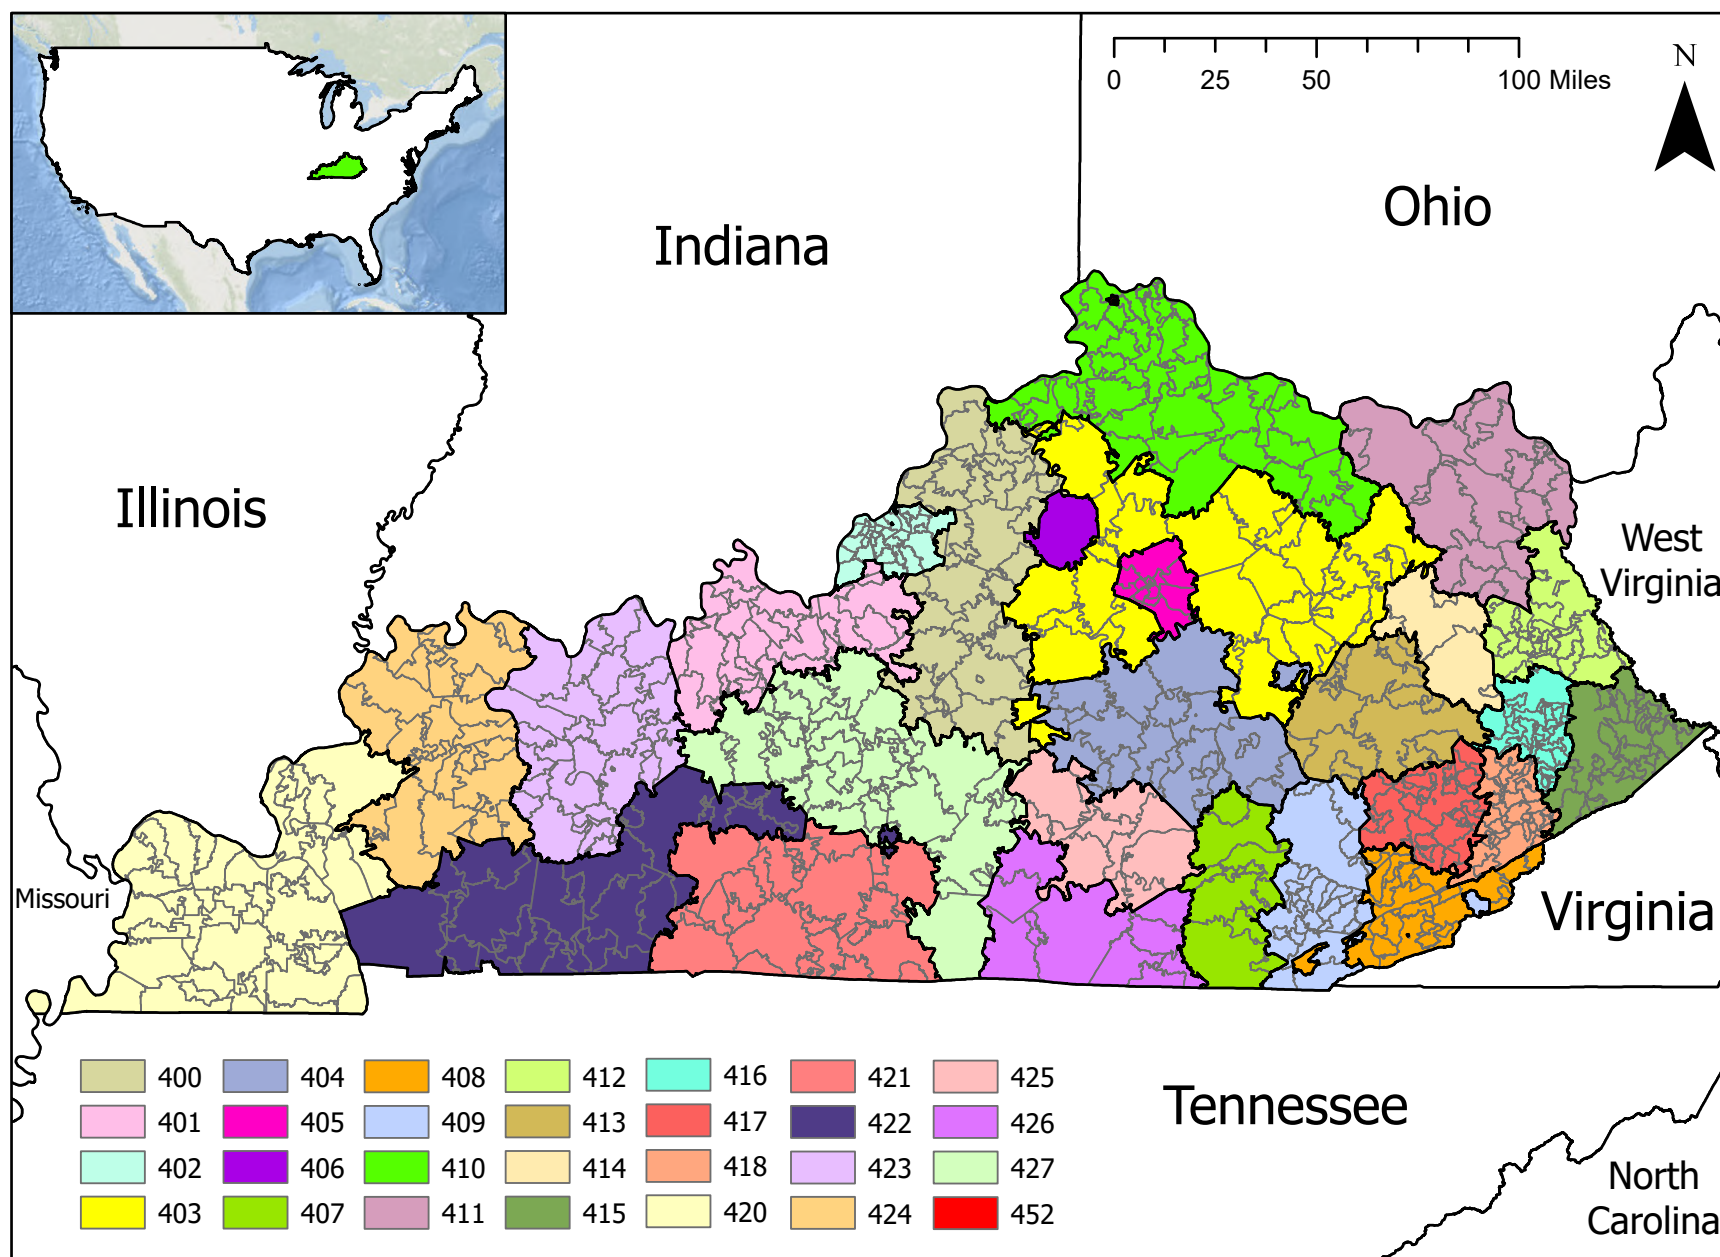 0 25 50 100 Miles
N
Ohio
Indiana
Illinois
West
Virginia
Missouri
Virginia
400 404 408 412 416 421 425
401 405 409 413 417 422 426
402 406 410 414 418 423 427
403 407 411 415 420 424 452
Tennessee
North
Carolina